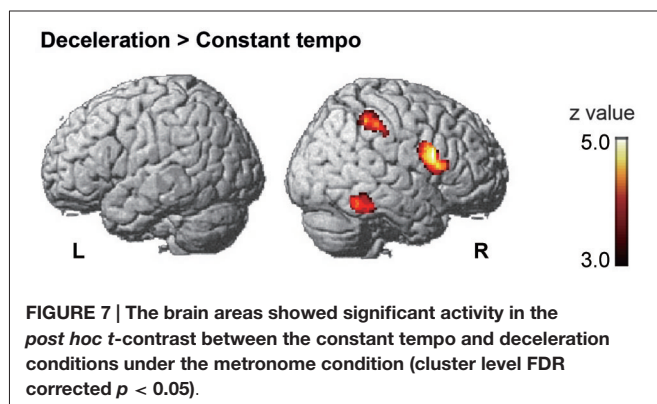 Deceleration > Constant tempo
z value
5.0
3.0
L
R
FIGURE 7 | The brain areas showed significant activity in the
post hoc t-contrast between the constant tempo and deceleration
conditions under the metronome condition (cluster level FDR
corrected p < 0.05).